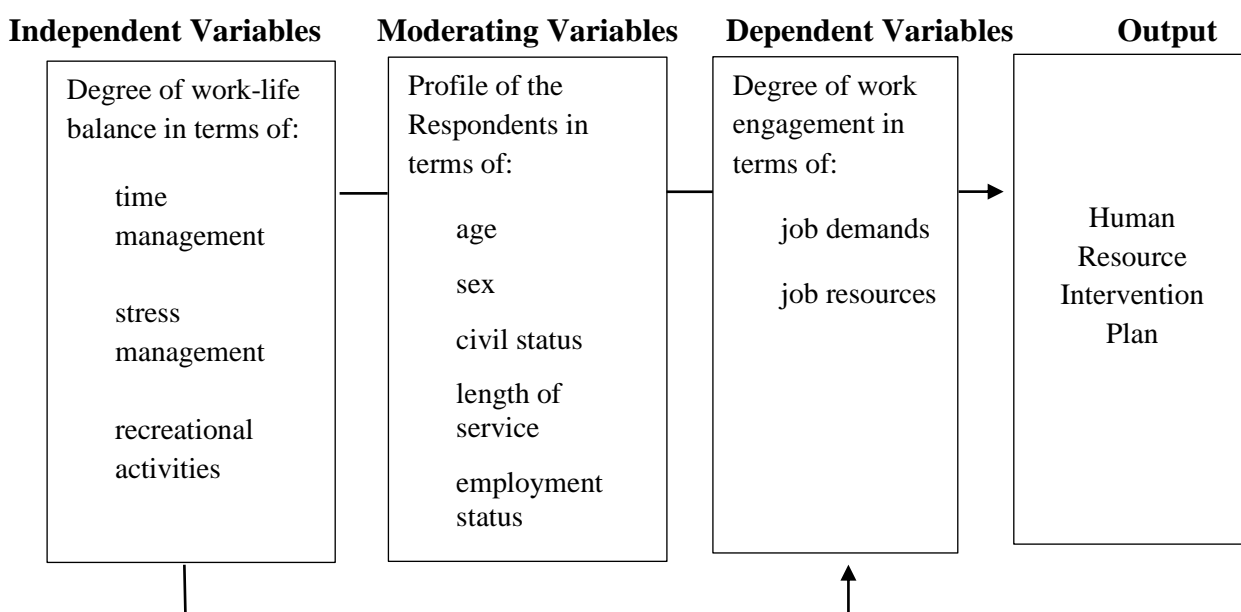 Independent Variables
Moderating Variables
Dependent Variables
Output
Degree of work-life
balance in terms of:
time
management
stress
management
recreational
activities
Profile of the
Respondents in
terms of:
age
sex
civil status
length of
service
employment
status
Degree of work
engagement in
terms of:
job demands
job resources
Human
Resource
Intervention
Plan